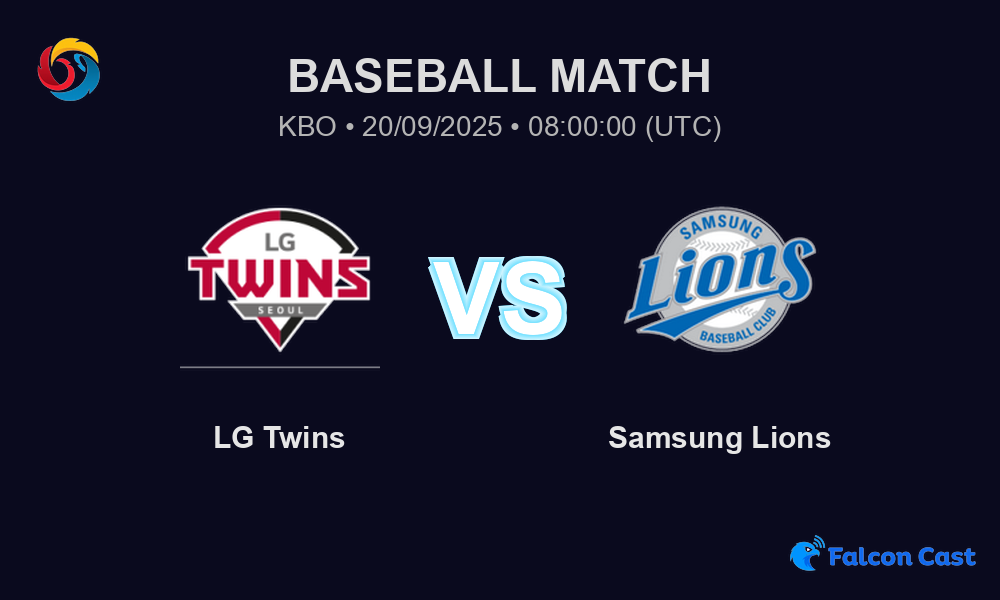 BASEBALL MATCH
KBO • 20/09/2025 • 08:00:00 (UTC)
LG
TWINS
SEOUL
VS
SAMSUNG
Lions
BASEBALL CLUB
LG Twins
Samsung Lions
Falcon Cast